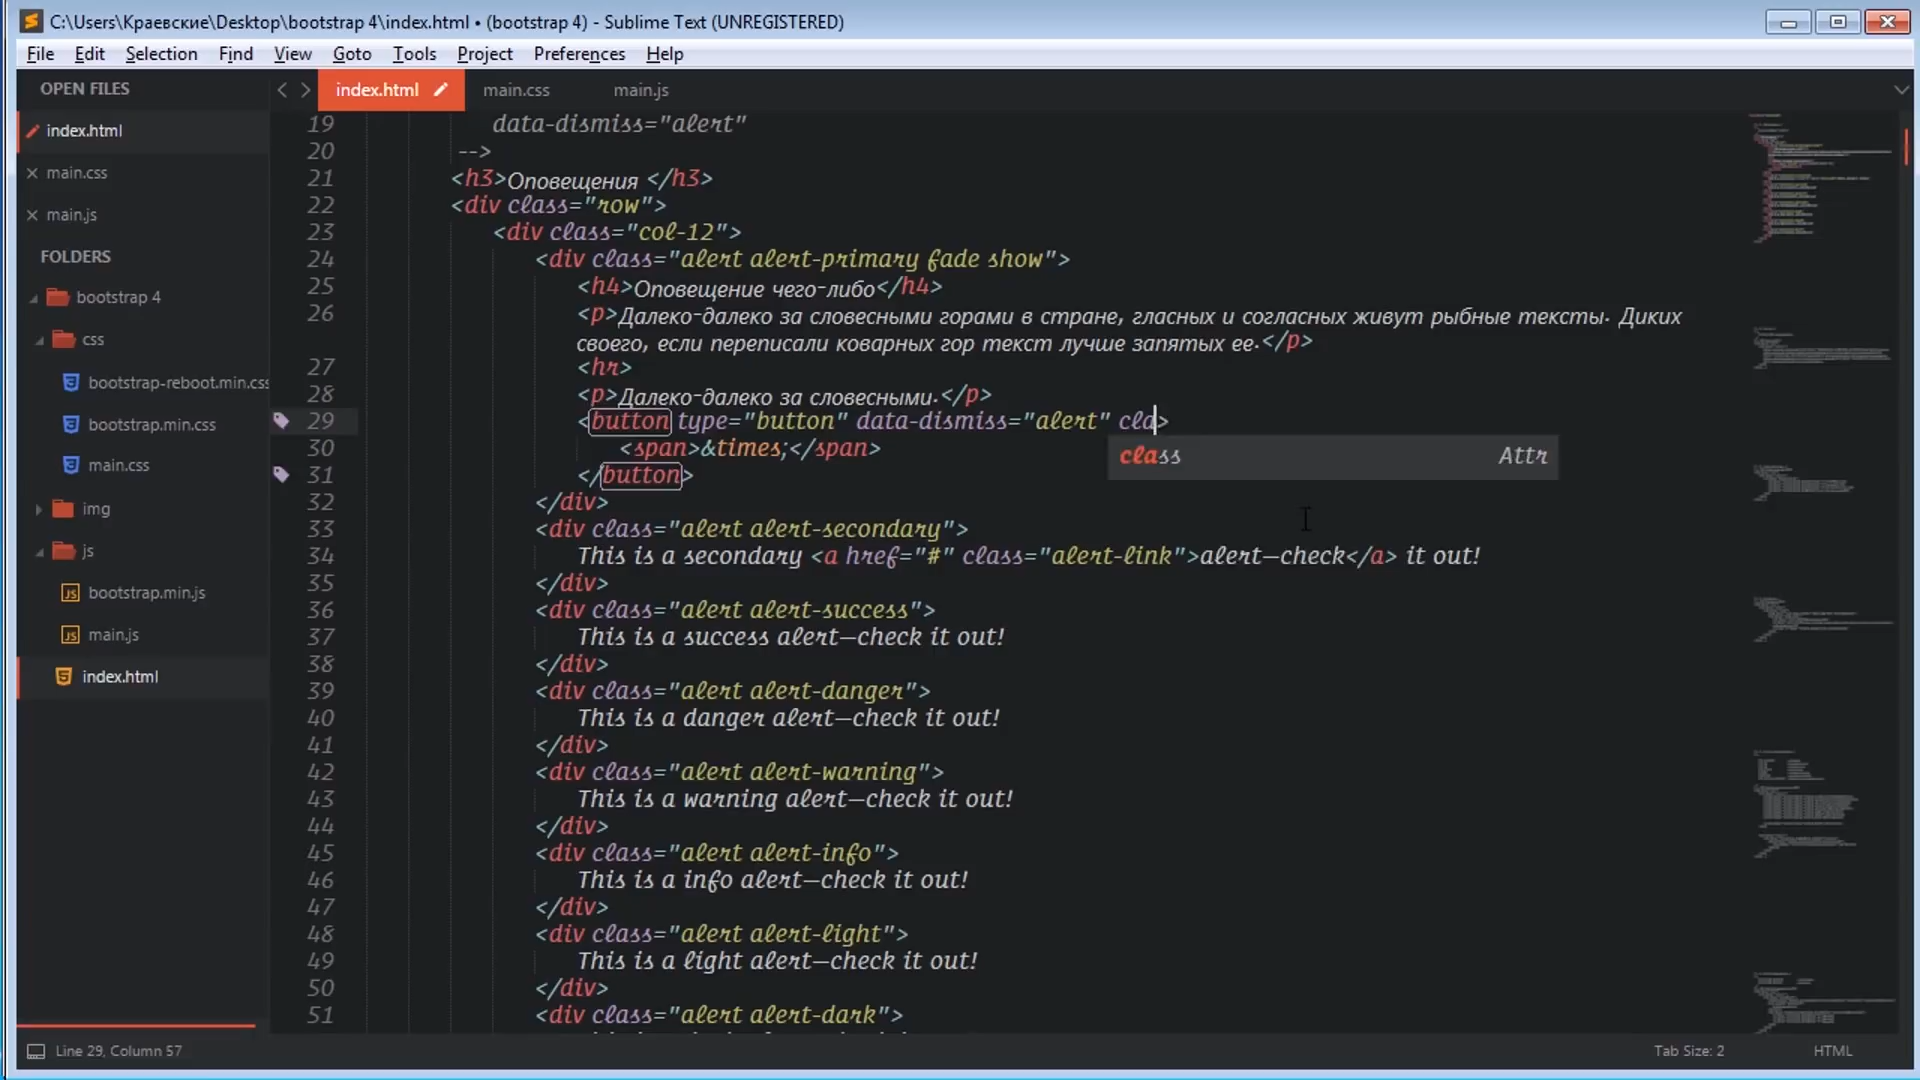 C:\Users\Краевские\Desktop\bootstrap 4\index.html • (bootstrap 4) - Sublime Text (UNREGISTERED)
File Edit Selection Find View Goto Tools Project Preferences Help
OPEN FILES
index.html
main.css
main.js
FOLDERS
bootstrap 4
css
bootstrap-reboot.min.css
bootstrap.min.css
main.css
img
js
bootstrap.min.js
main.js
index.html
index.html main.css main.js
19 data-dismiss="alert"
20 -->
21 <h3>Оповещения </h3>
22 <div class="row">
23 <div class="col-12">
24 <div class="alert alert-primary fade show">
25 <h4>Оповещение чего-либо</h4>
26 <p>Далеко-далеко за словесными горами в стране, гласных и согласных живут рыбные тексты. Диких
своего, если переписали коварных гор текст лучше запятых ее.</p>
27 <hr>
28 <p>Далеко-далеко за словесными.</p>
29 <button type="button" data-dismiss="alert" cla>
class Attr
30 <span>&times;</span>
31 </button>
32 </div>
33 <div class="alert alert-secondary">
34 This is a secondary <a href="#" class="alert-link">alert—check</a> it out!
35 </div>
36 <div class="alert alert-success">
37 This is a success alert—check it out!
38 </div>
39 <div class="alert alert-danger">
40 This is a danger alert—check it out!
41 </div>
42 <div class="alert alert-warning">
43 This is a warning alert—check it out!
44 </div>
45 <div class="alert alert-info">
46 This is a info alert—check it out!
47 </div>
48 <div class="alert alert-light">
49 This is a light alert—check it out!
50 </div>
51 <div class="alert alert-dark">
Line 29, Column 57
Tab Size: 2
HTML